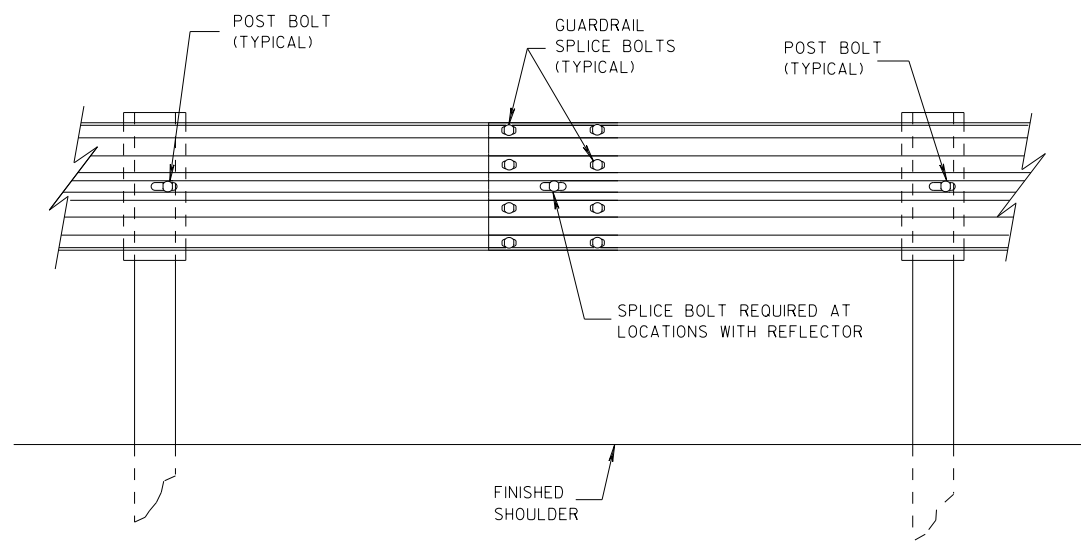 POST BOLT
(TYPICAL)
GUARDRAIL
SPLICE BOLTS
(TYPICAL)
POST BOLT
(TYPICAL)
SPLICE BOLT REQUIRED AT
LOCATIONS WITH REFLECTOR
FINISHED
SHOULDER